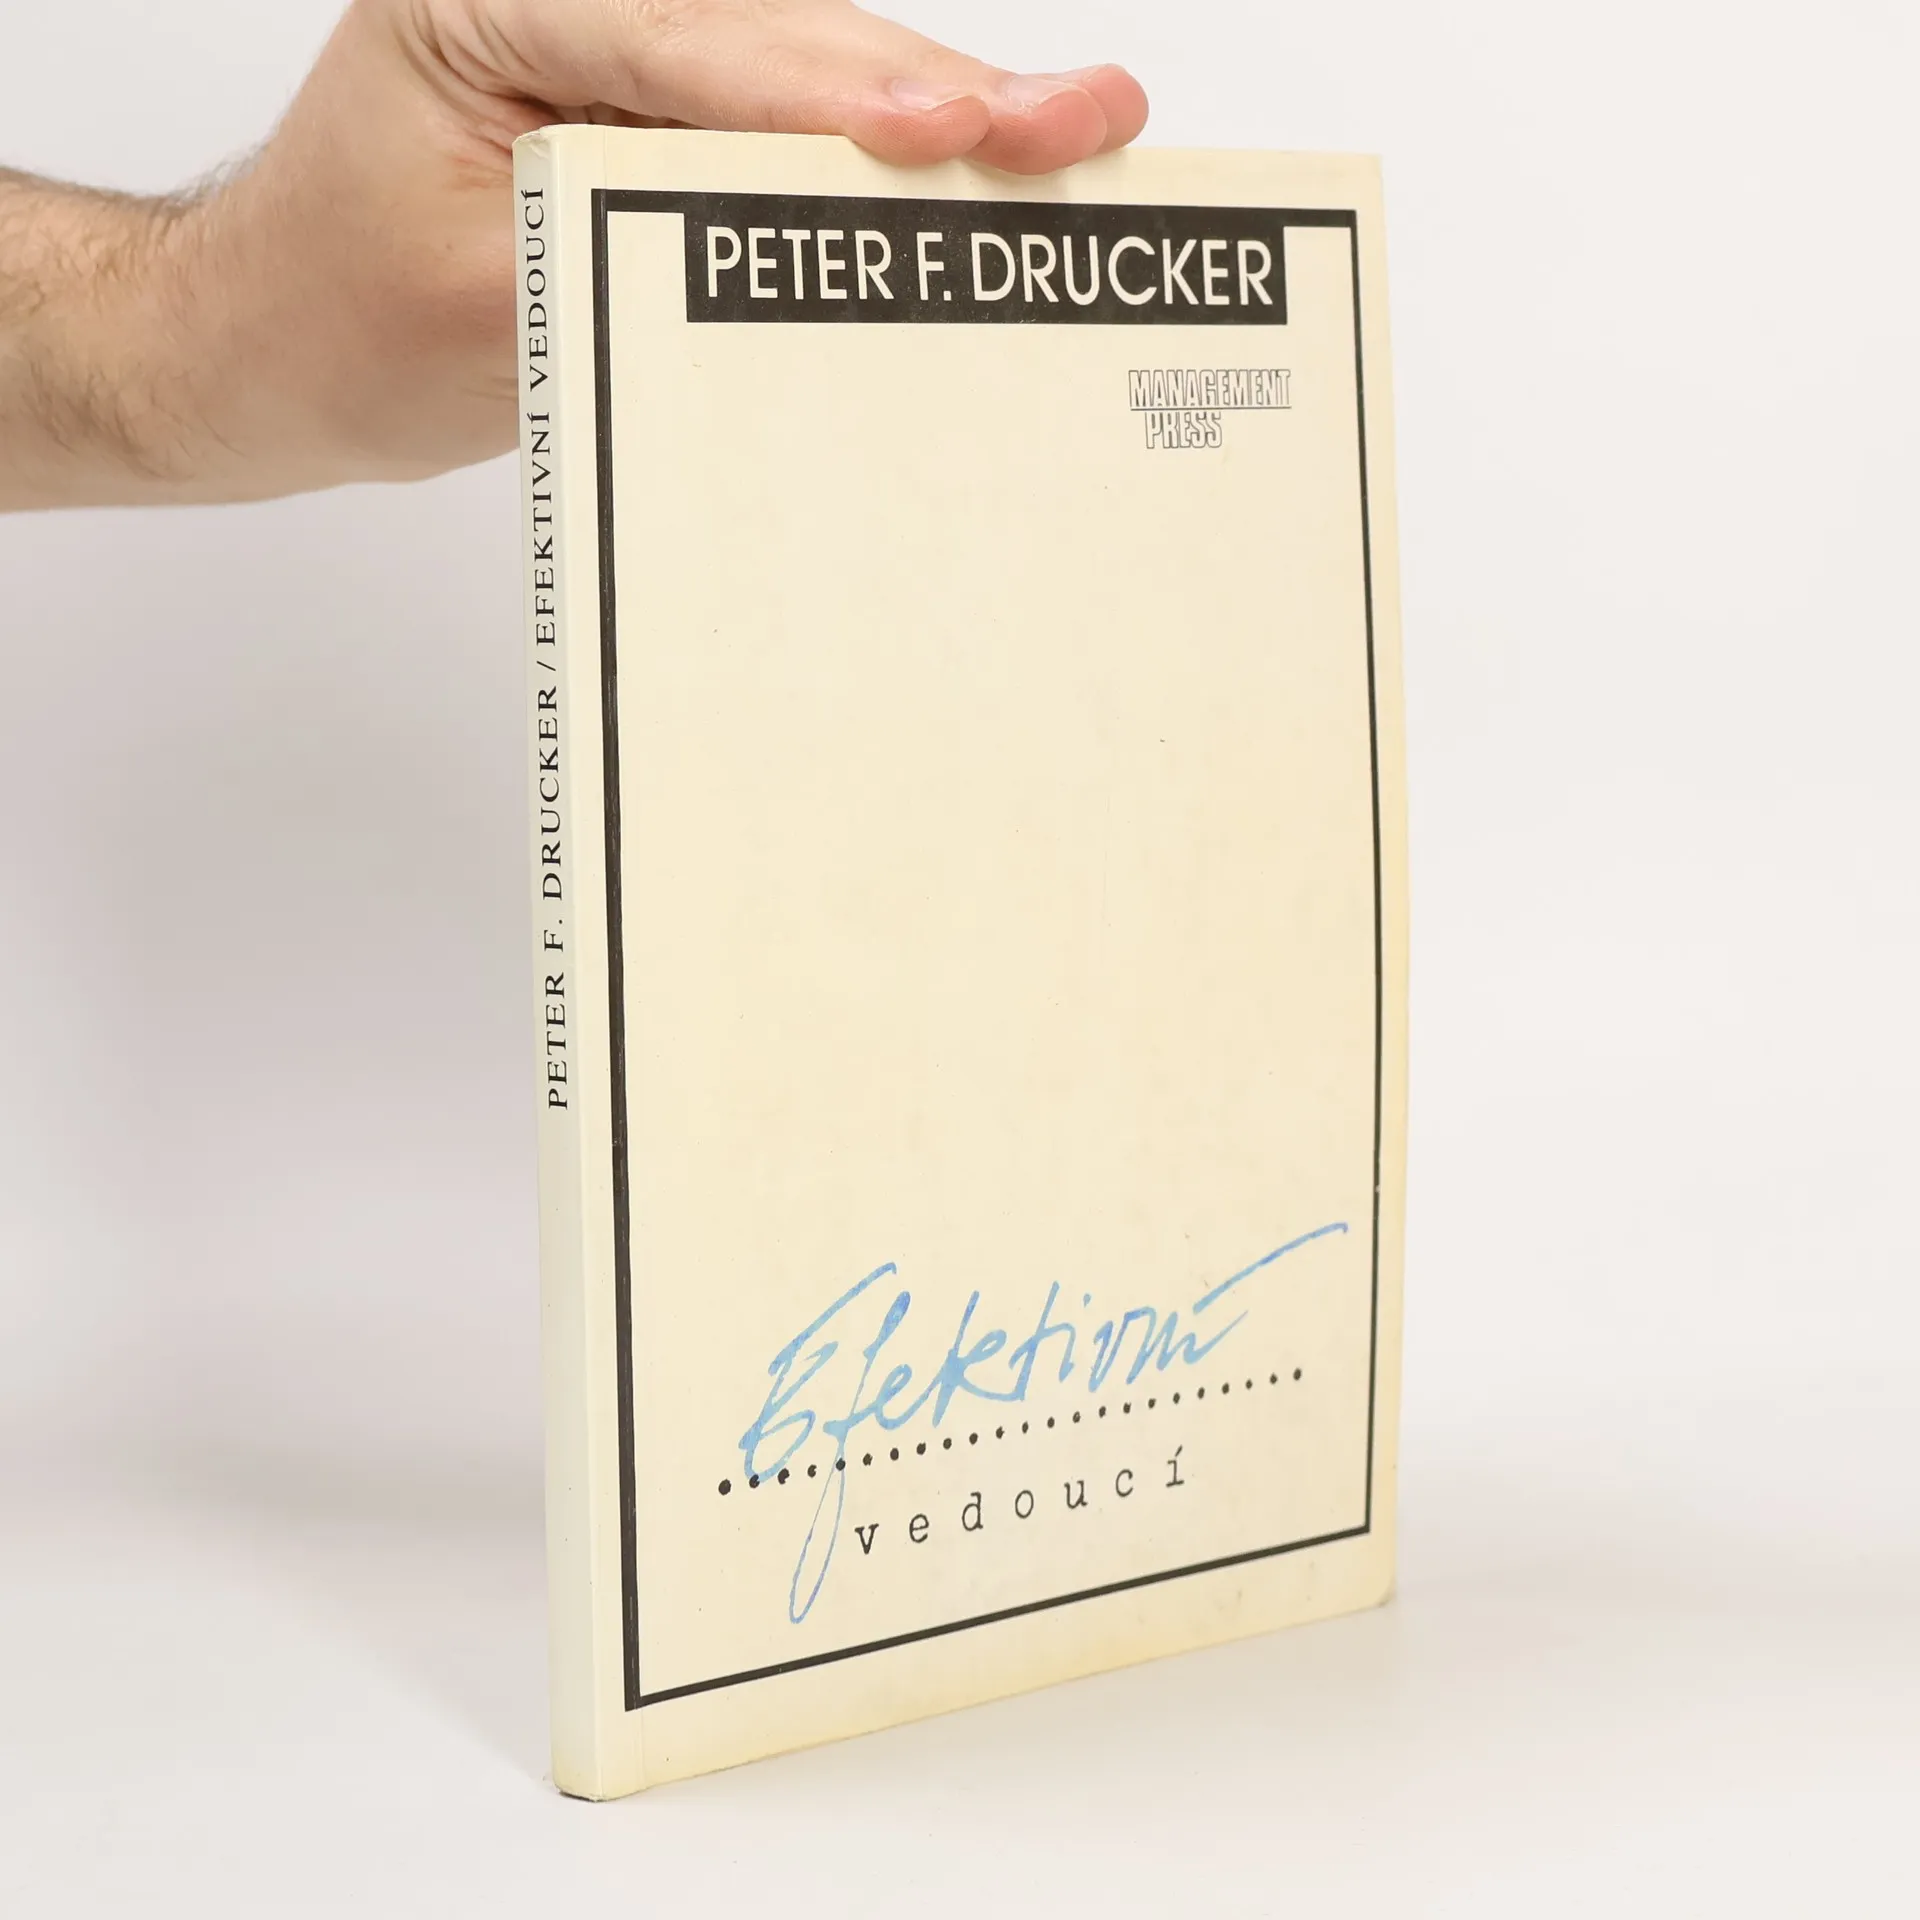 PETER F. DRUCKER / EFEKTIVNÍ VEDOUCÍ
PETER F. DRUCKER
MANAGEMENT
PRESS
Efektivní
vedoucí